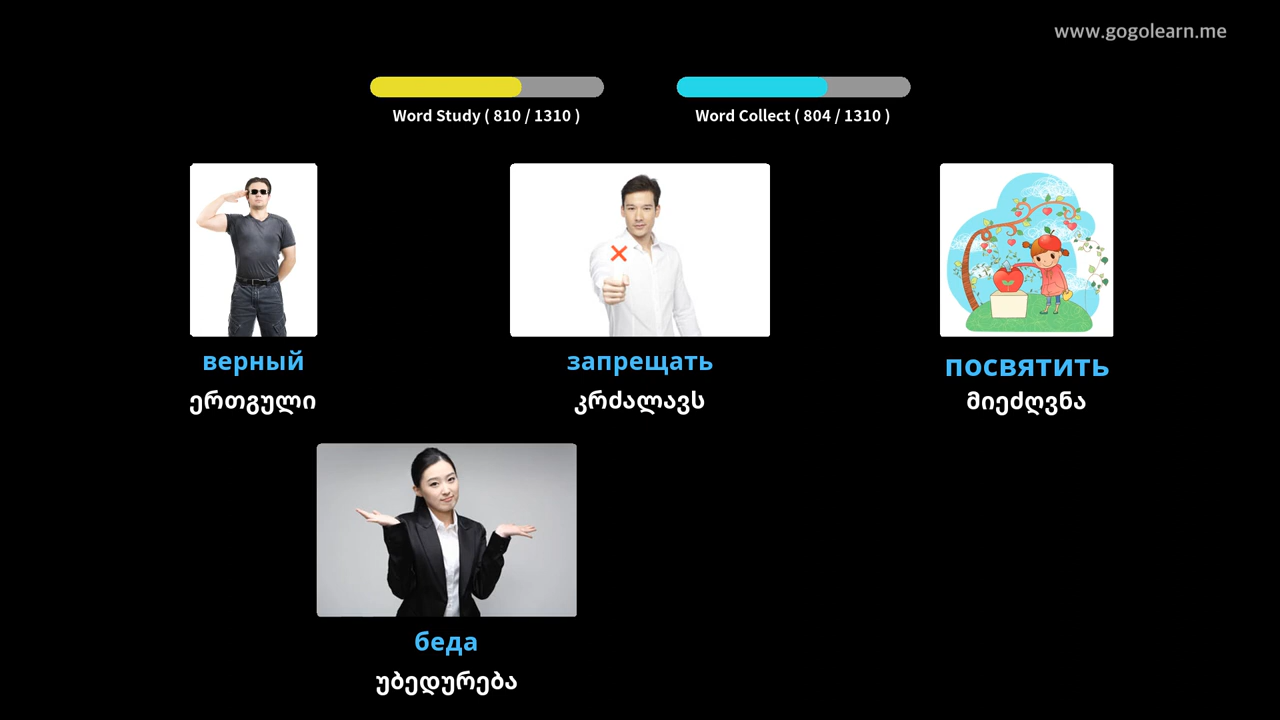 www.gogolearn.me
Word Study ( 810 / 1310 )
Word Collect ( 804 / 1310 )
верный
запрещать
посвятить
ერთგული
კრძალავს
მიეძღვნა
беда
უბედურება